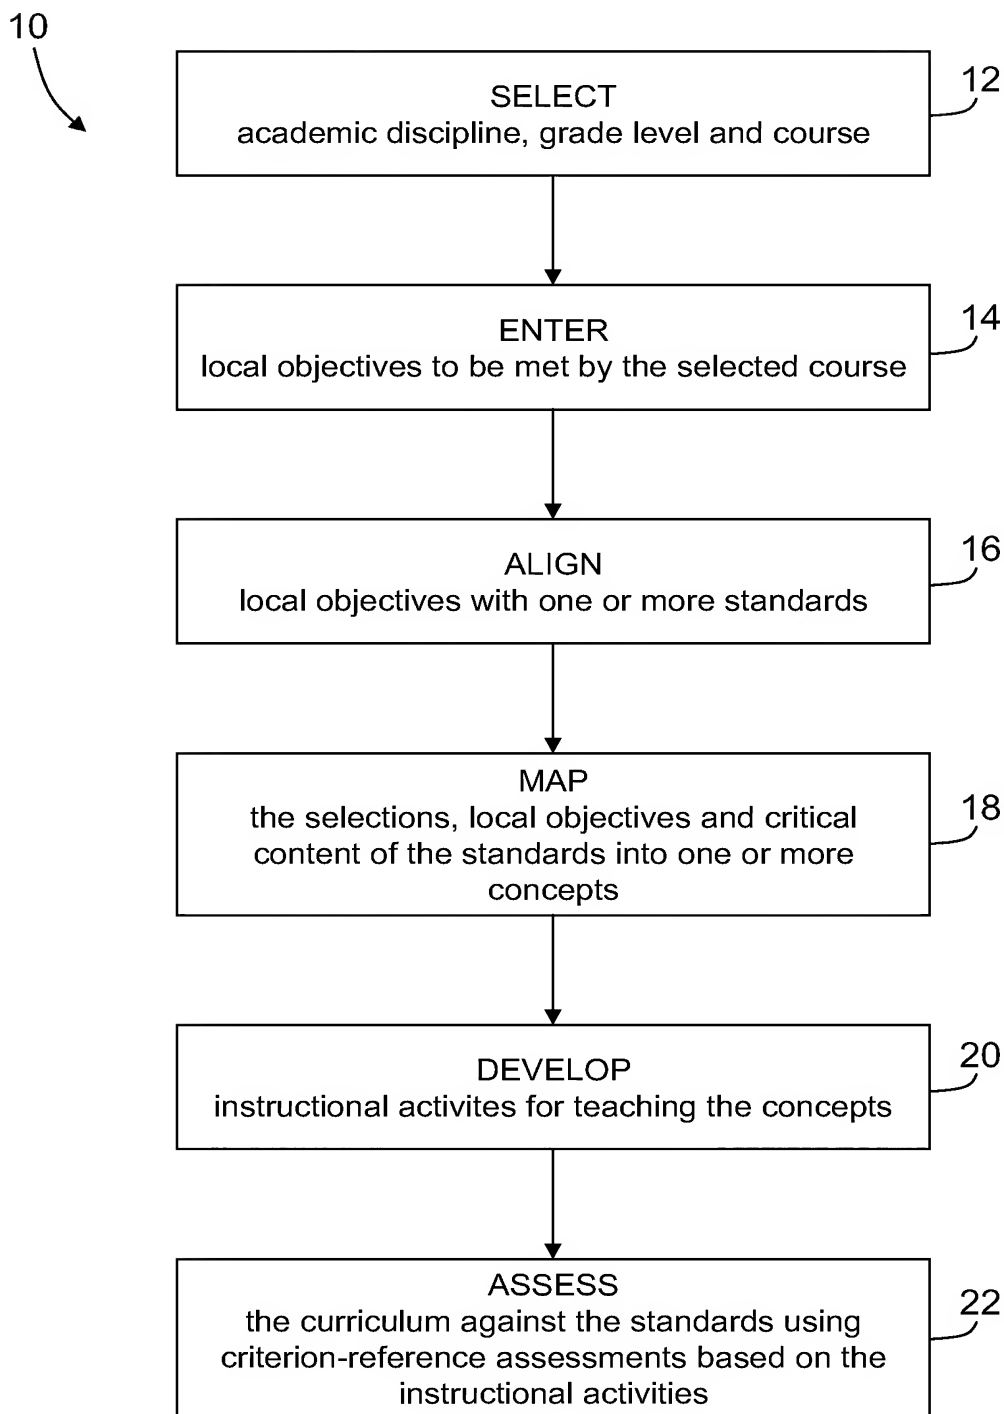 10
SELECT
academic discipline, grade level and course
12
ENTER
local objectives to be met by the selected course
14
ALIGN
local objectives with one or more standards
16
MAP
the selections, local objectives and critical
content of the standards into one or more
concepts
18
DEVELOP
instructional activites for teaching the concepts
20
ASSESS
the curriculum against the standards using
criterion-reference assessments based on the
instructional activities
22